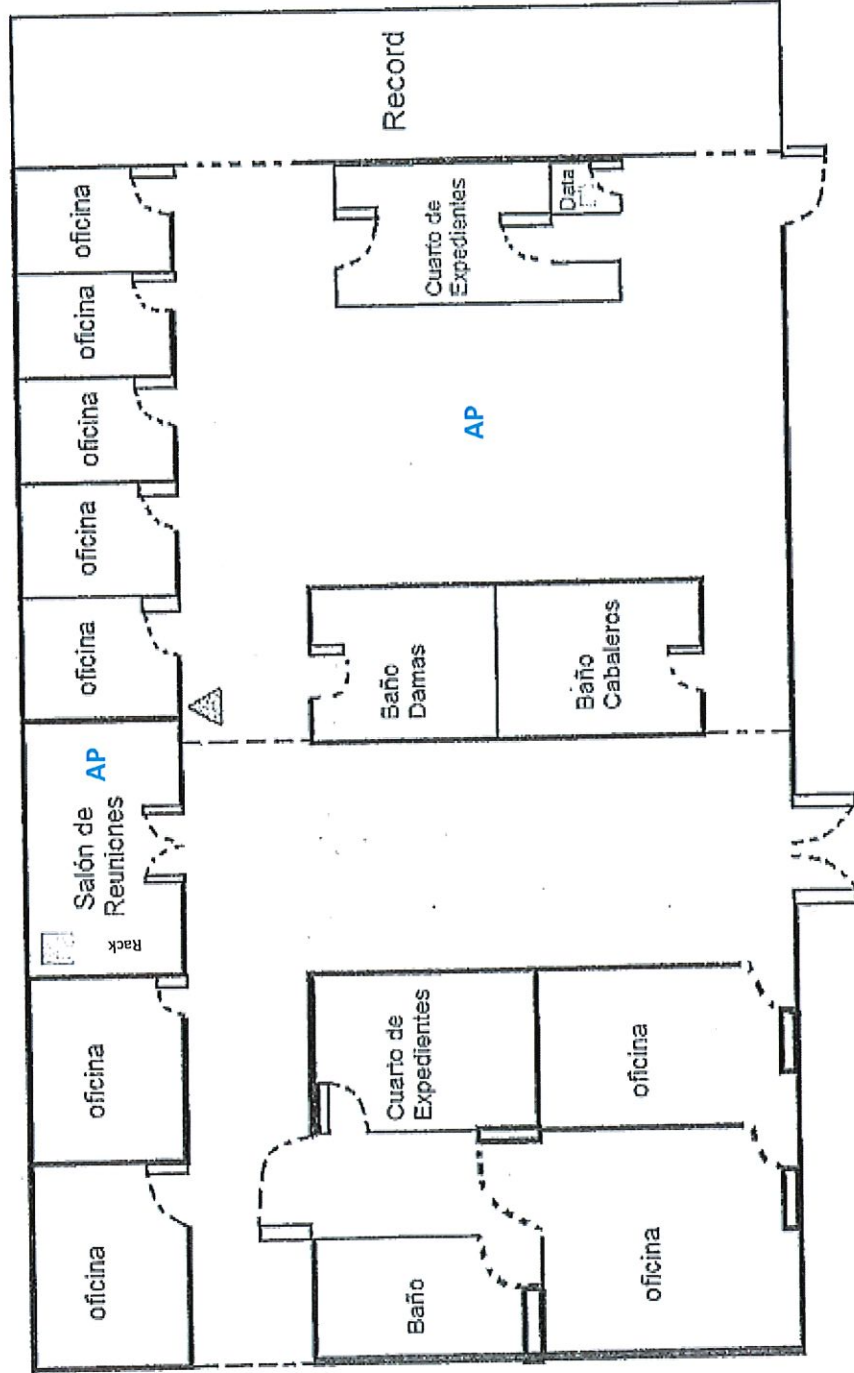 oficina
oficina
Salón de
Reuniones
Rack
AP
oficina
oficina
oficina
oficina
oficina
Record
Baño
Cuarto de
Expedientes
oficina
oficina
Baño
Damas
Baño
Cabaleros
AP
Cuarto de
Expedientes
Data